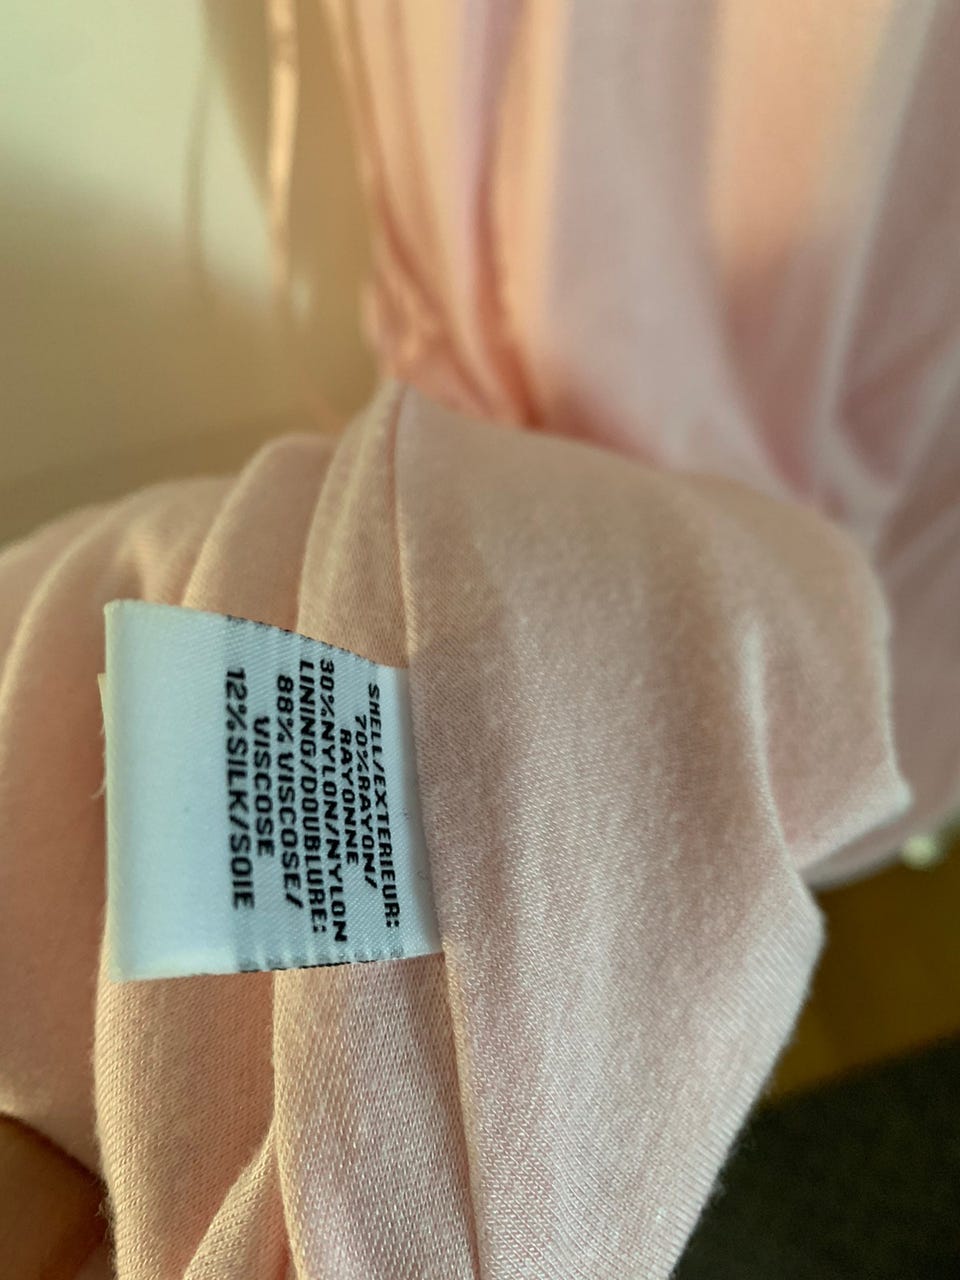 SHELL/EXTERIEUR:
70%RAYON/
RAYONNE
30%NYLON/NYLON
LINING/DOUBLURE:
88%VISCOSE/
VISCOSE
12%SILK/SOIE